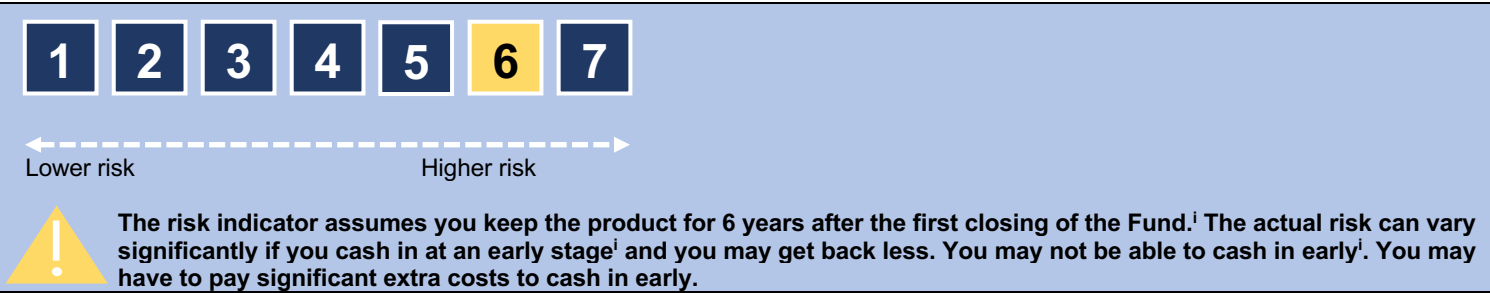 1 2 3 4 5 6 7
Lower risk Higher risk
The risk indicator assumes you keep the product for 6 years after the first closing of the Fund.ⁱ The actual risk can vary
significantly if you cash in at an early stageⁱ and you may get back less. You may not be able to cash in earlyⁱ. You may
have to pay significant extra costs to cash in early.